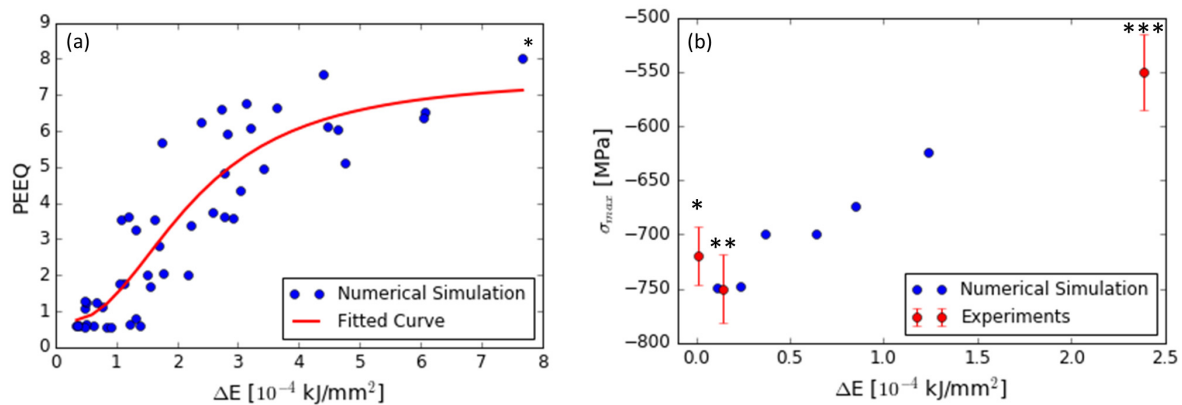 (a)
*
9
8
7
6
5
4
3
2
1
0
PEEQ
Numerical Simulation
Fitted Curve
0 1 2 3 4 5 6 7 8
ΔE [10⁻⁴ kJ/mm²]
(b)
***
−500
−550
−600
−650
−700
−750
−800
σmax [MPa]
*
**
Numerical Simulation
Experiments
0.0 0.5 1.0 1.5 2.0 2.5
ΔE [10⁻⁴ kJ/mm²]